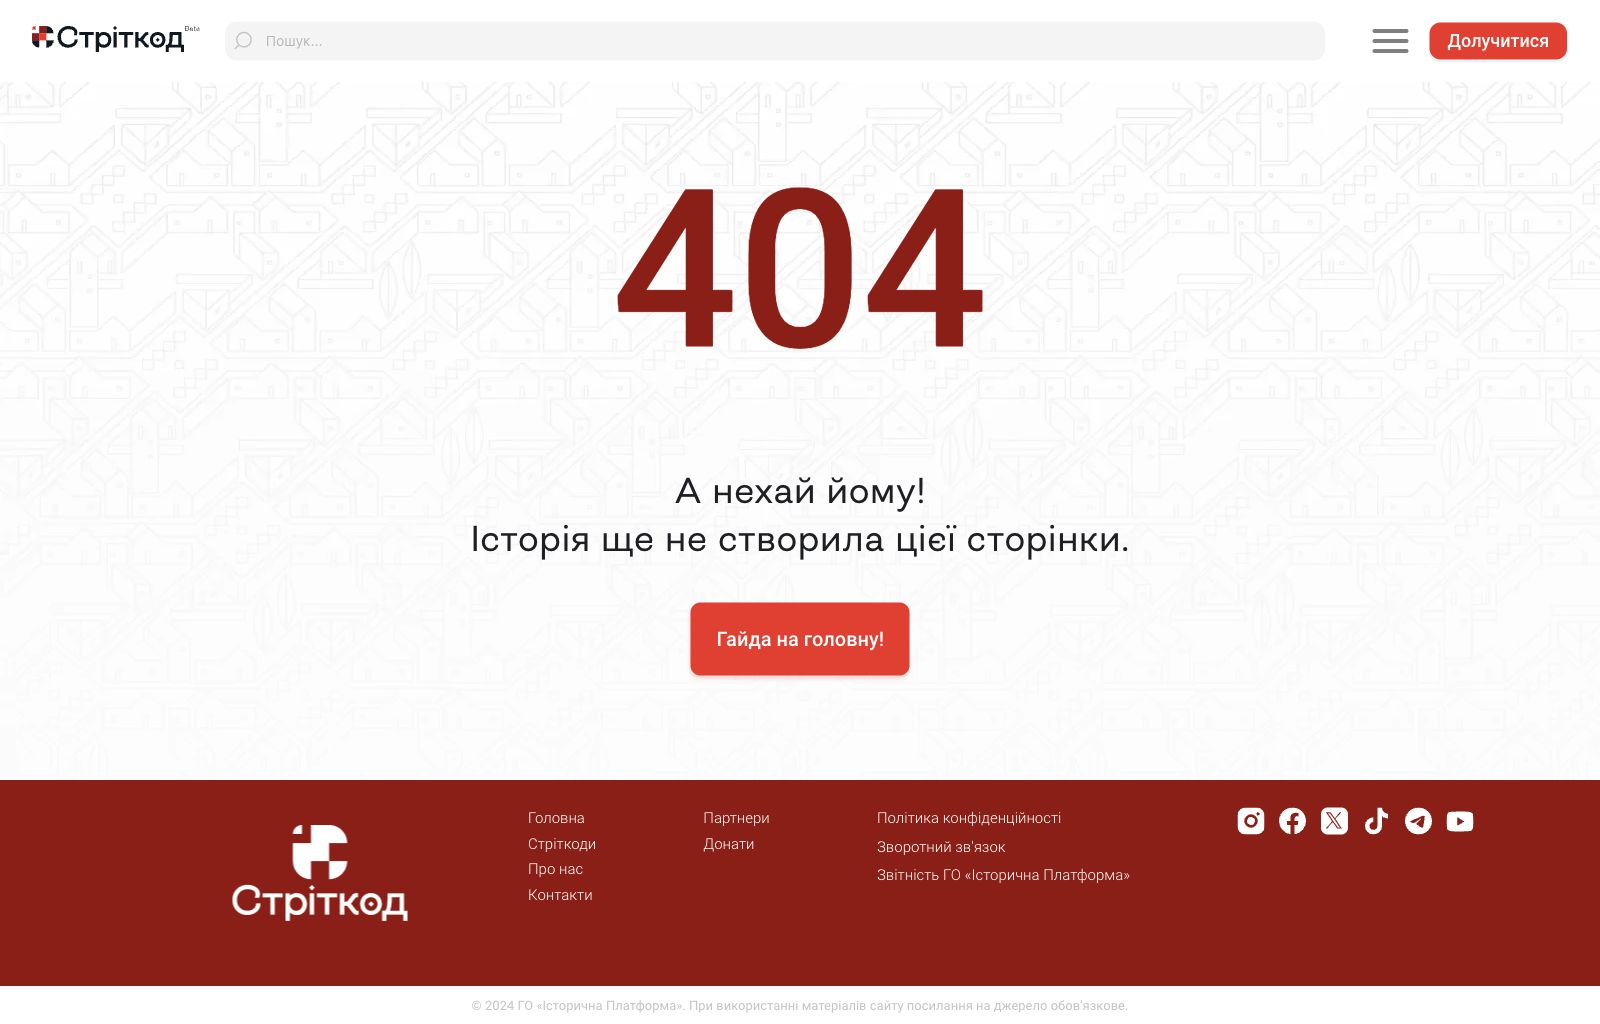 Стріткод Beta
Пошук...
Долучитися
404
А нехай йому!
Історія ще не створила цієї сторінки.
Гайда на головну!
Стріткод
Головна
Стріткоди
Про нас
Контакти
Партнери
Донати
Політика конфіденційності
Зворотний зв'язок
Звітність ГО «Історична Платформа»
© 2024 ГО «Історична Платформа». При використанні матеріалів сайту посилання на джерело обов'язкове.